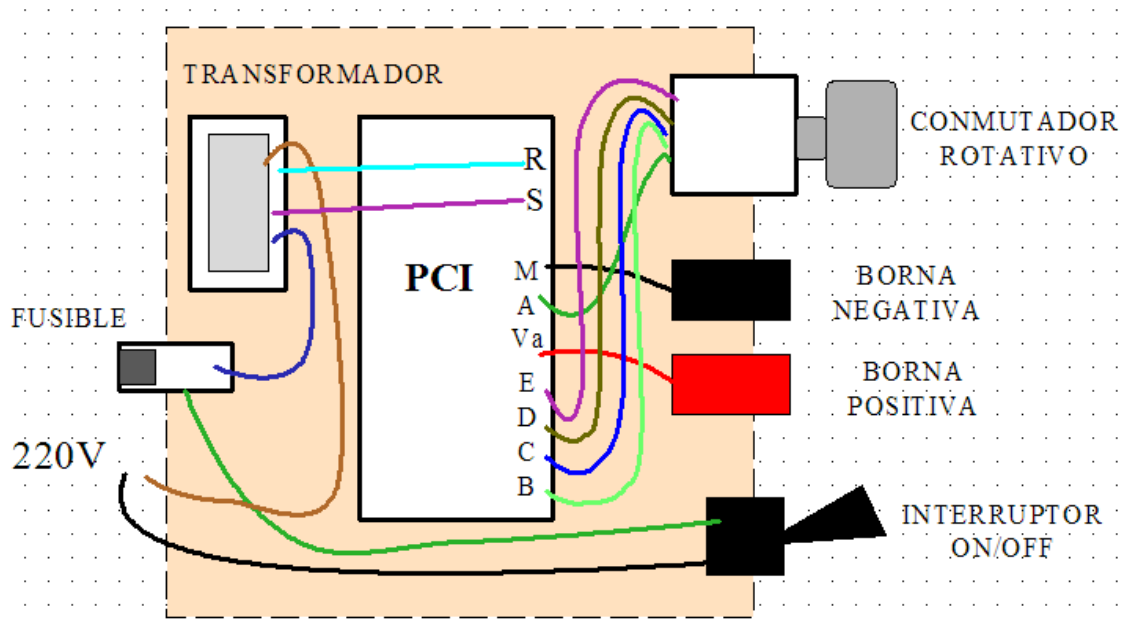 TRANSFORMADOR
CONMUTADOR
ROTATIVO
R
S
PCI
M
A
Va
E
D
C
B
BORNA
NEGATIVA
FUSIBLE
BORNA
POSITIVA
220V
INTERRUPTOR
ON/OFF